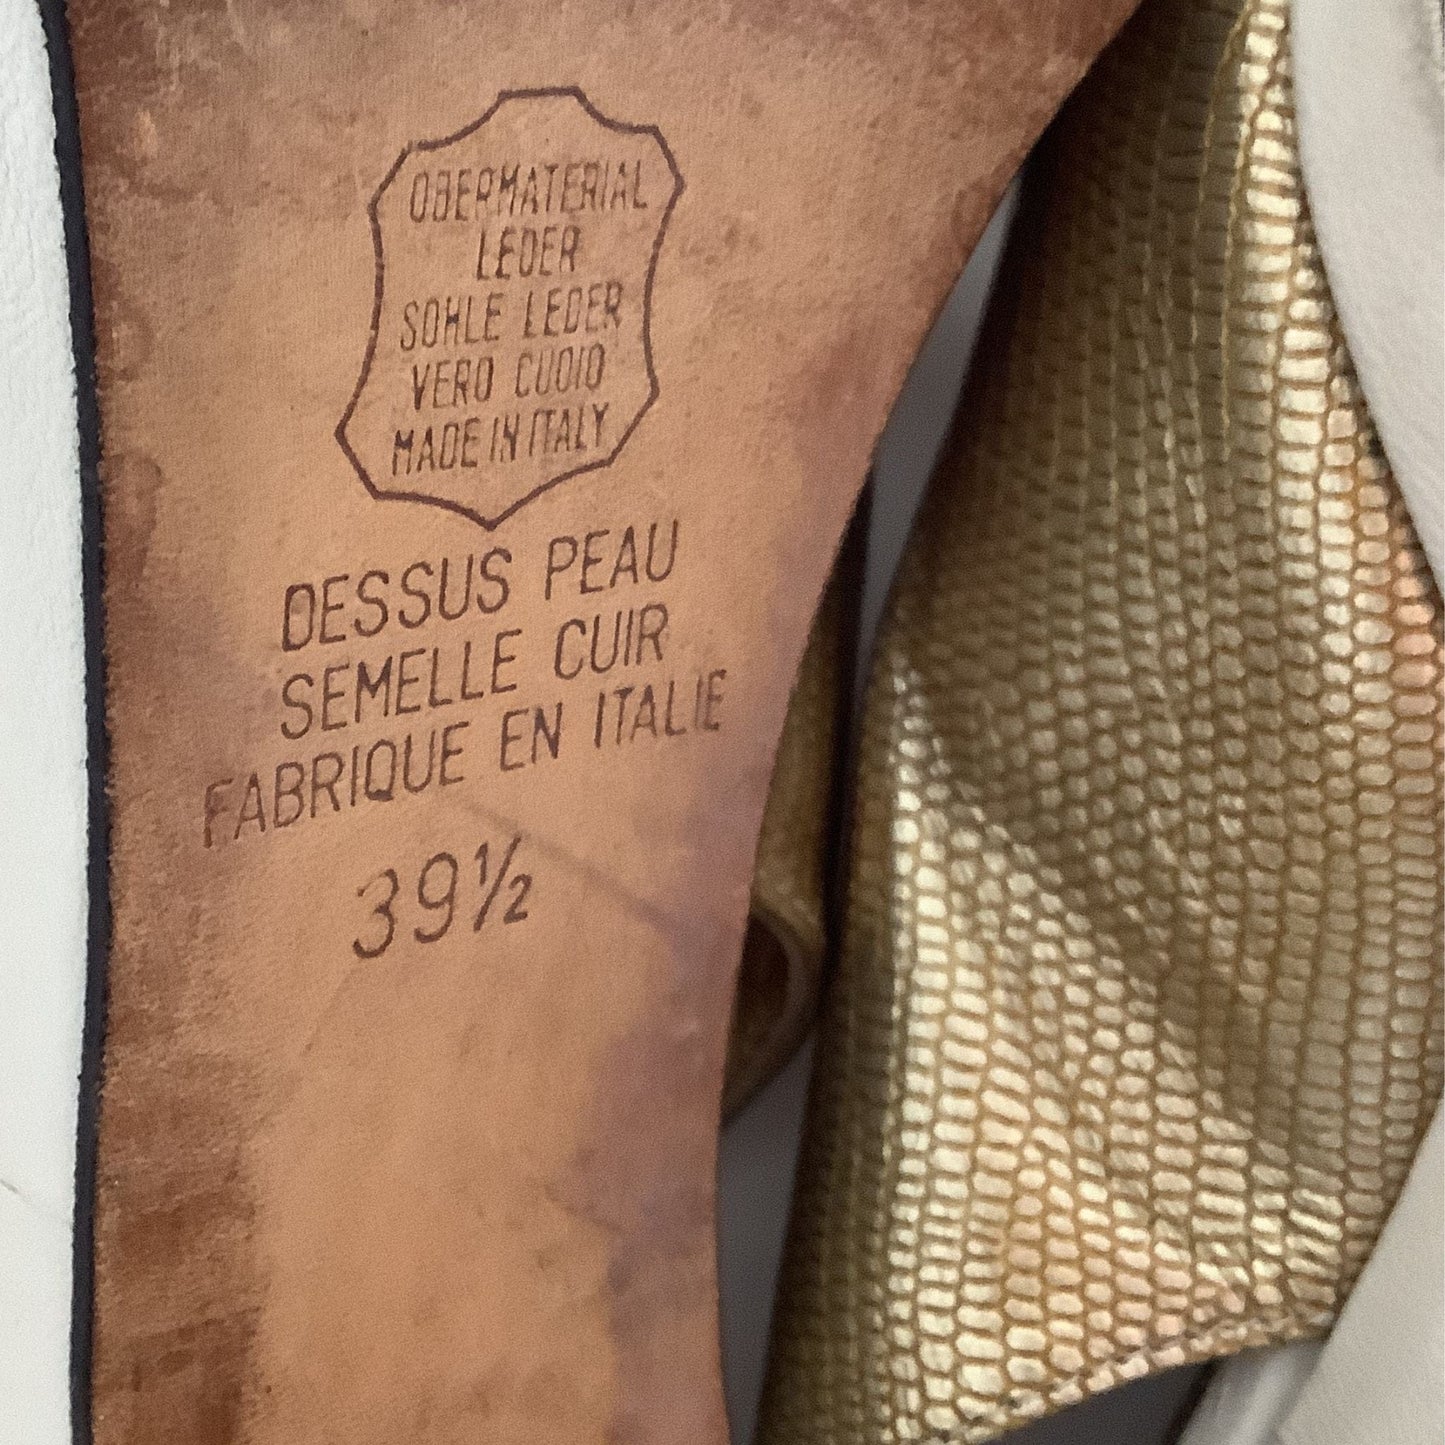 OBERMATERIAL
LEDER
SOHLE LEDER
VERO CUOIO
MADE IN ITALY
DESSUS PEAU
SEMELLE CUIR
FABRIQUE EN ITALIE
39½